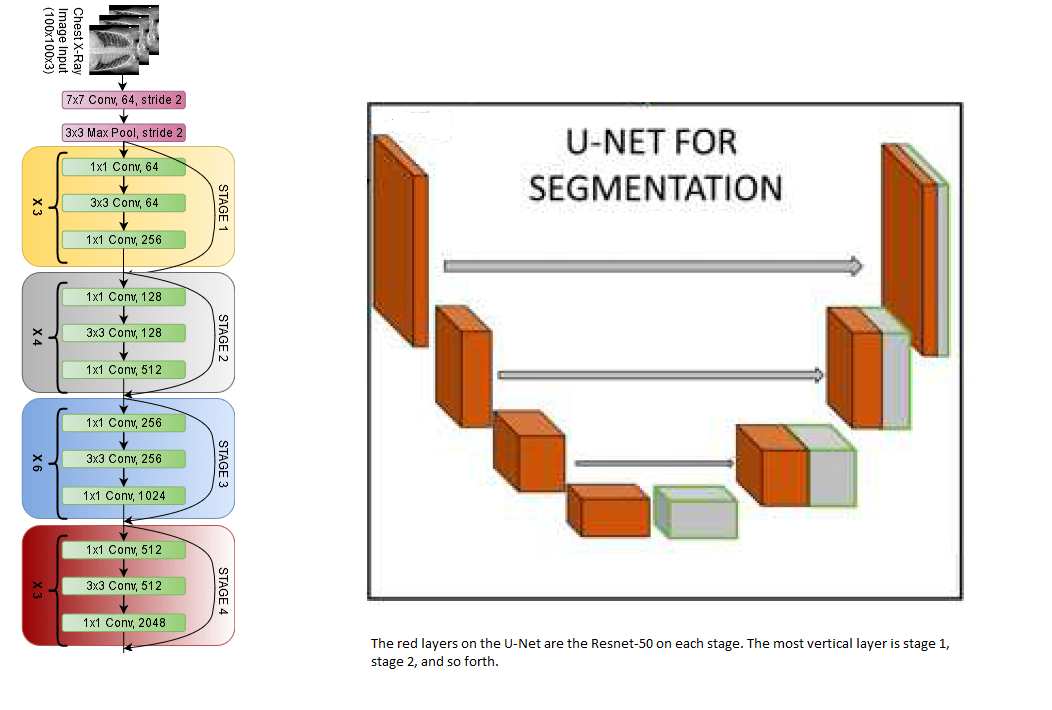 Chest X-Ray
Image Input
(100x100x3)
7x7 Conv, 64, stride 2
3x3 Max Pool, stride 2
1x1 Conv, 64
3x3 Conv, 64
1x1 Conv, 256
X 3
STAGE 1
1x1 Conv, 128
3x3 Conv, 128
1x1 Conv, 512
X 4
STAGE 2
1x1 Conv, 256
3x3 Conv, 256
1x1 Conv, 1024
X 6
STAGE 3
1x1 Conv, 512
3x3 Conv, 512
1x1 Conv, 2048
X 3
STAGE 4
U-NET FOR
SEGMENTATION
The red layers on the U-Net are the Resnet-50 on each stage. The most vertical layer is stage 1,
stage 2, and so forth.